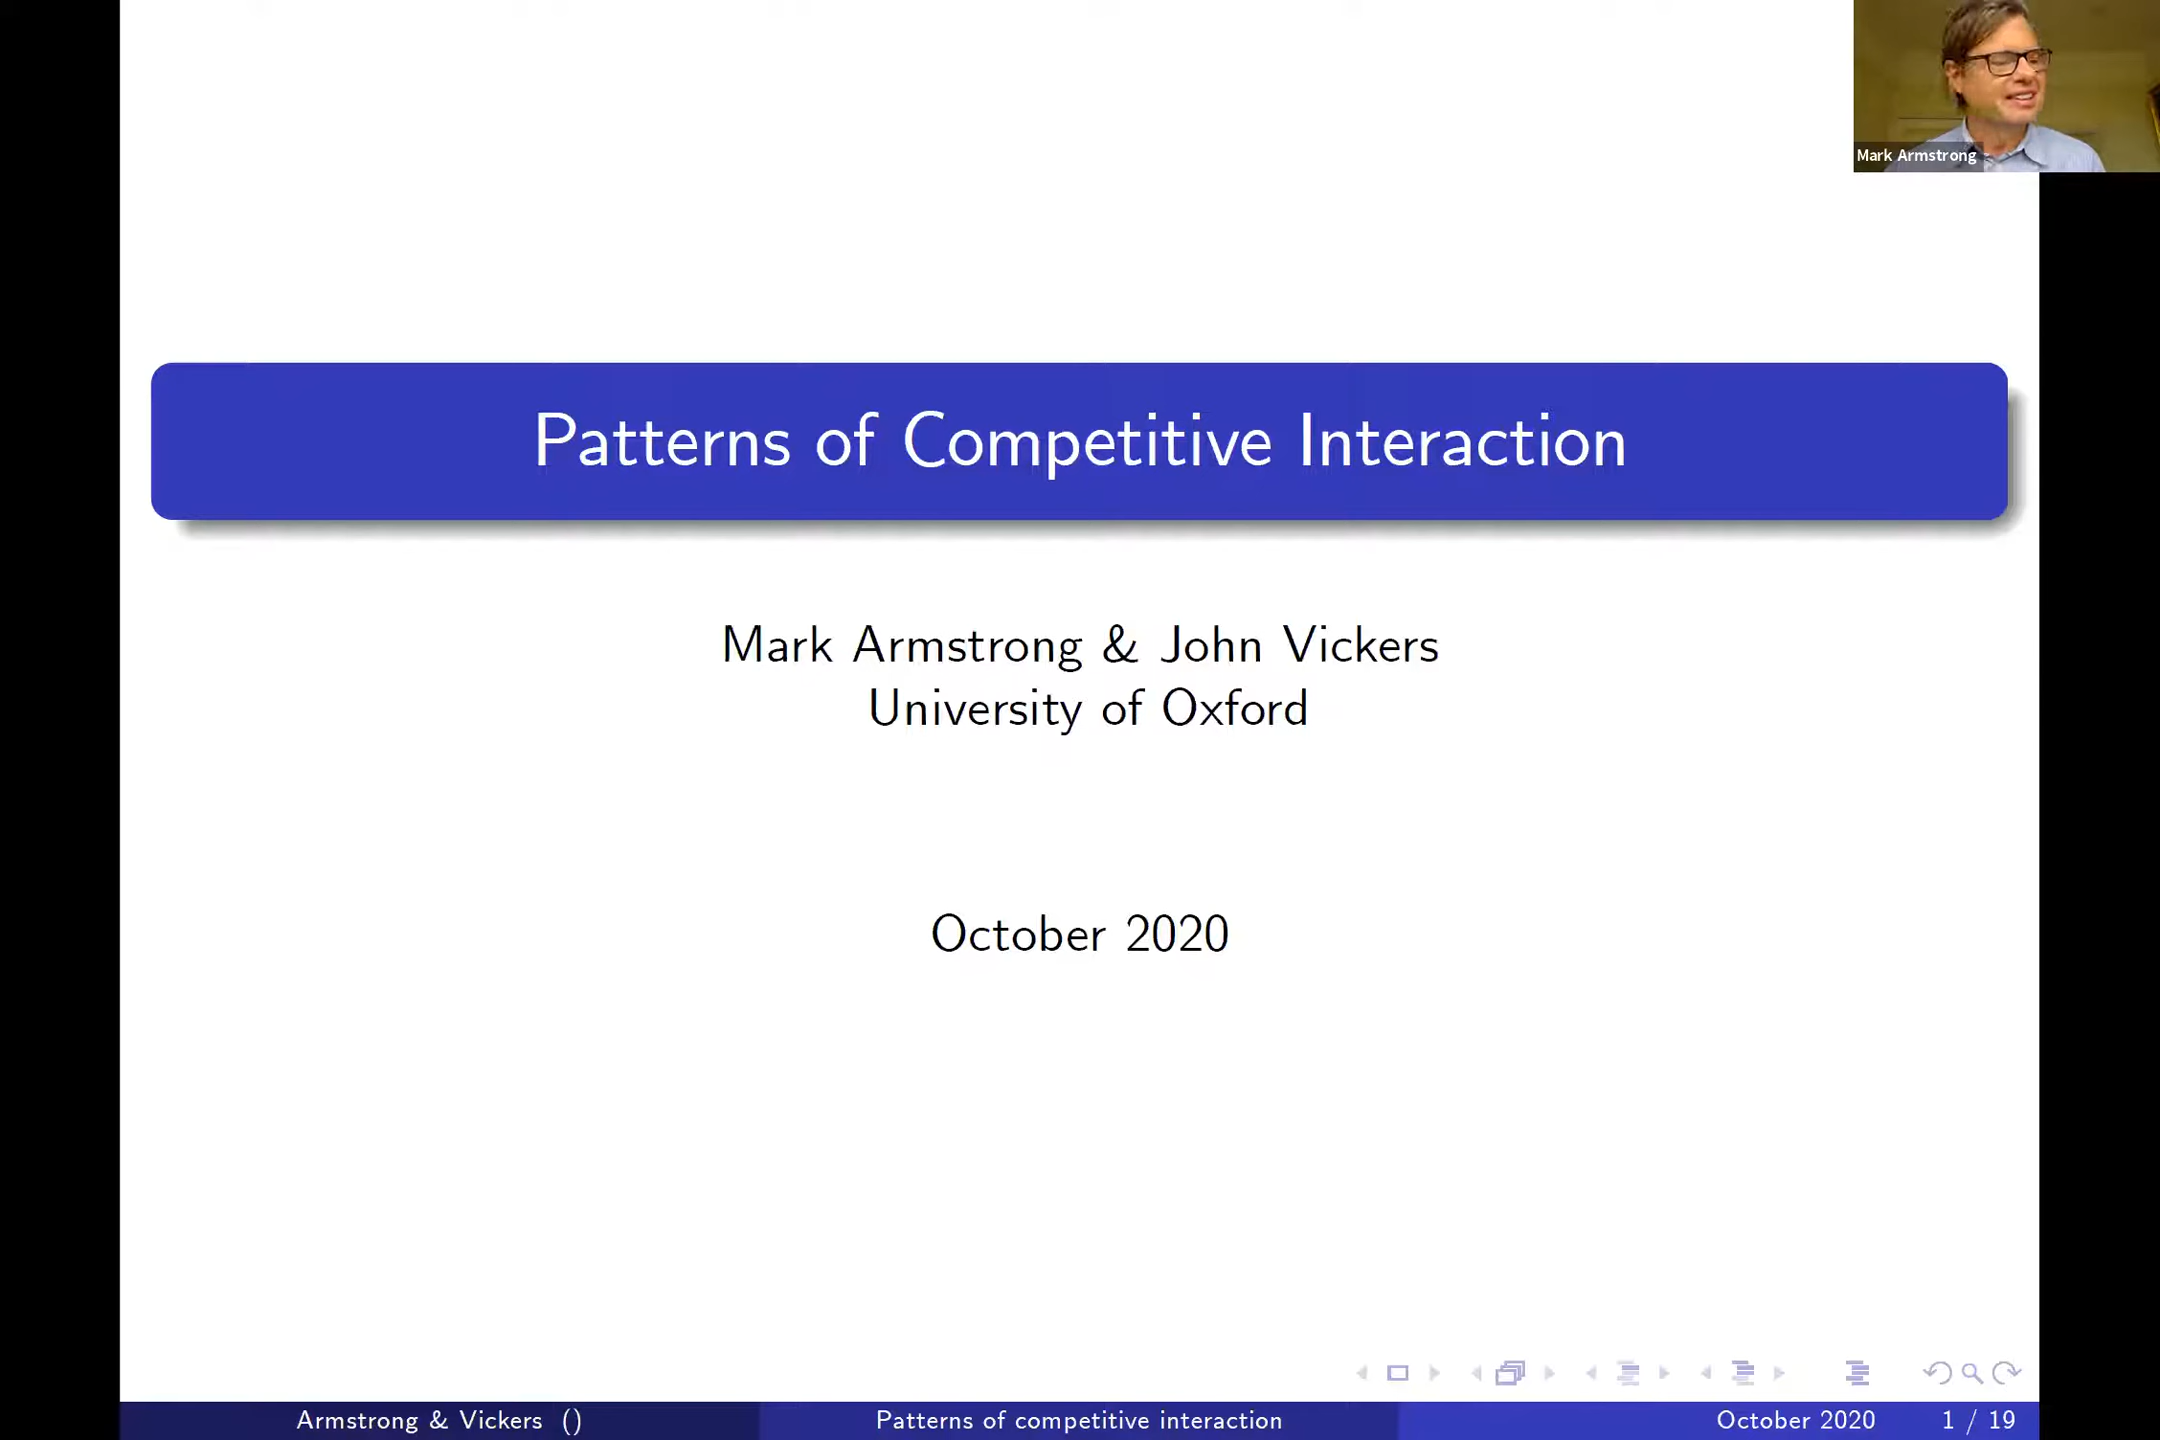 Mark Armstrong
Patterns of Competitive Interaction
Mark Armstrong & John Vickers
University of Oxford
October 2020
Armstrong & Vickers ()
Patterns of competitive interaction
October 2020
1 / 19